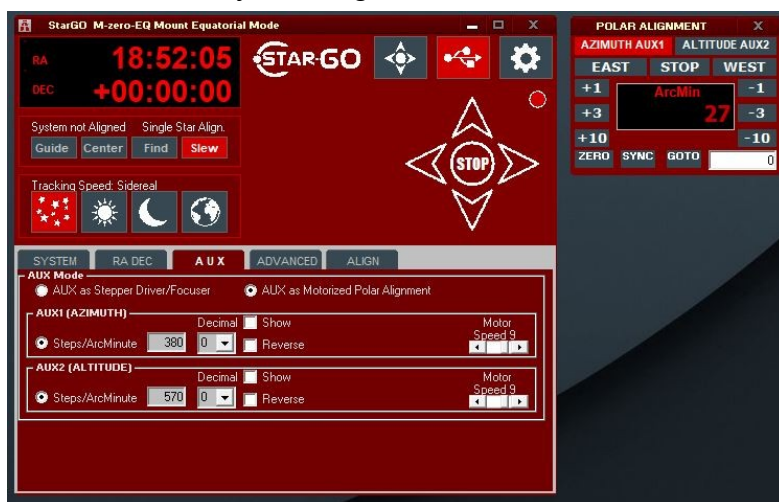 StarGO M-zero-EQ Mount Equatorial Mode
RA 18:52:05
DEC +00:00:00
STAR·GO
System not Aligned Single Star Align.
Guide Center Find Slew
STOP
Tracking Speed: Sidereal
SYSTEM RA DEC AUX ADVANCED ALIGN
AUX Mode
AUX as Stepper Driver/Focuser AUX as Motorized Polar Alignment
AUX1 (AZIMUTH)
Decimal Show Motor
Steps/ArcMinute 380 0 Reverse Speed 9
AUX2 (ALTITUDE)
Decimal Show Motor
Steps/ArcMinute 570 0 Reverse Speed 9
POLAR ALIGNMENT X
AZIMUTH AUX1 ALTITUDE AUX2
EAST STOP WEST
+1 ArcMin -1
+3 27 -3
+10 -10
ZERO SYNC GOTO 0